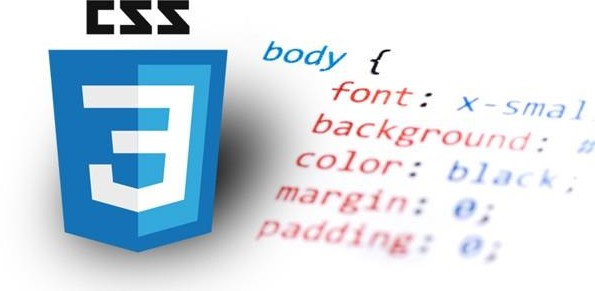 CSS
3
body {
font: x-smal
background: #
color: black;
margin: 0;
padding: 0;